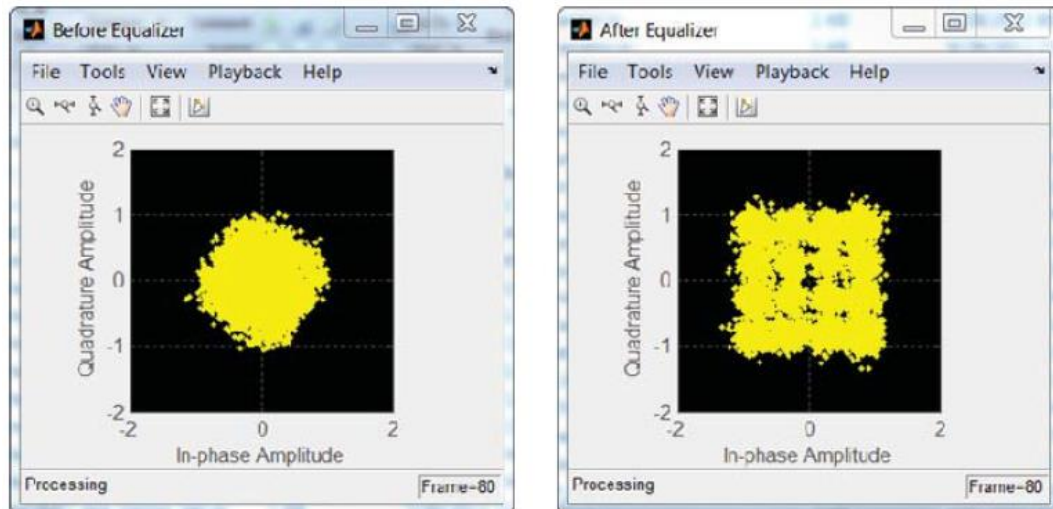 Before Equalizer
File Tools View Playback Help
2
1
0
-1
-2
-2
0
2
Quadrature Amplitude
In-phase Amplitude
Processing
Frame=80
After Equalizer
File Tools View Playback Help
2
1
0
-1
-2
-2
0
2
Quadrature Amplitude
In-phase Amplitude
Processing
Frame=80